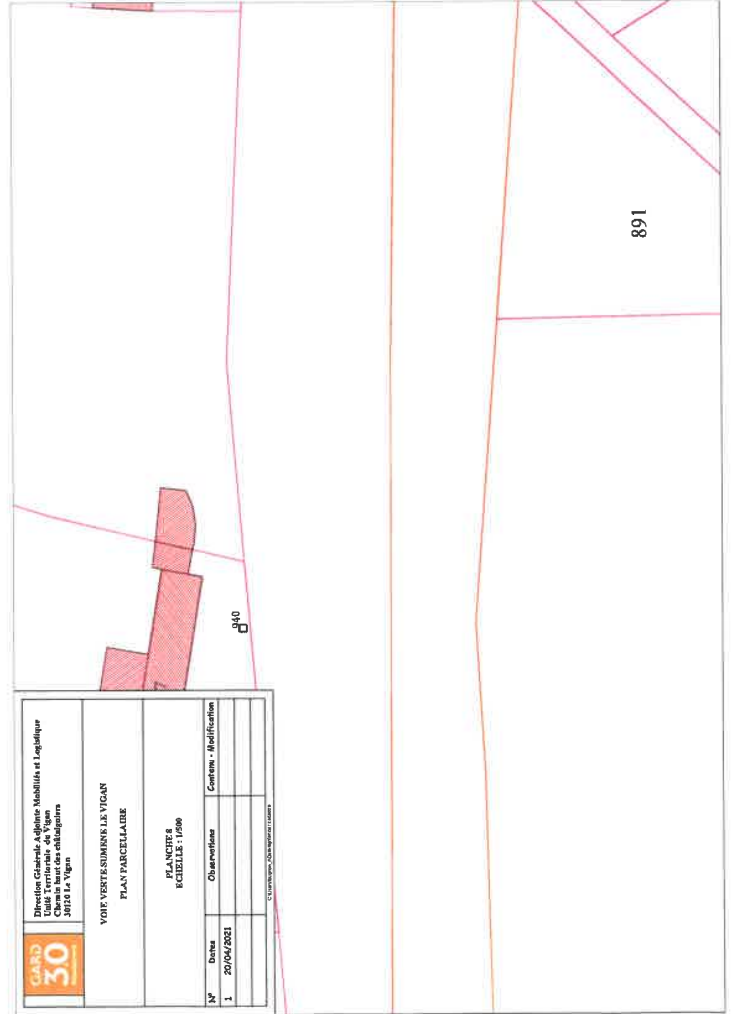 GARD
30
Direction Générale Adjointe Mobilités et Logistique
Unité Territoriale du Vigan
Chemin haut des châtaigniers
30120 Le Vigan
VOIE VERTE SUMENE LE VIGAN
PLAN PARCELLAIRE
PLANCHE 8
ECHELLE : 1/500
N° Dates Observations Contenu - Modification
1 20/04/2021
940
891